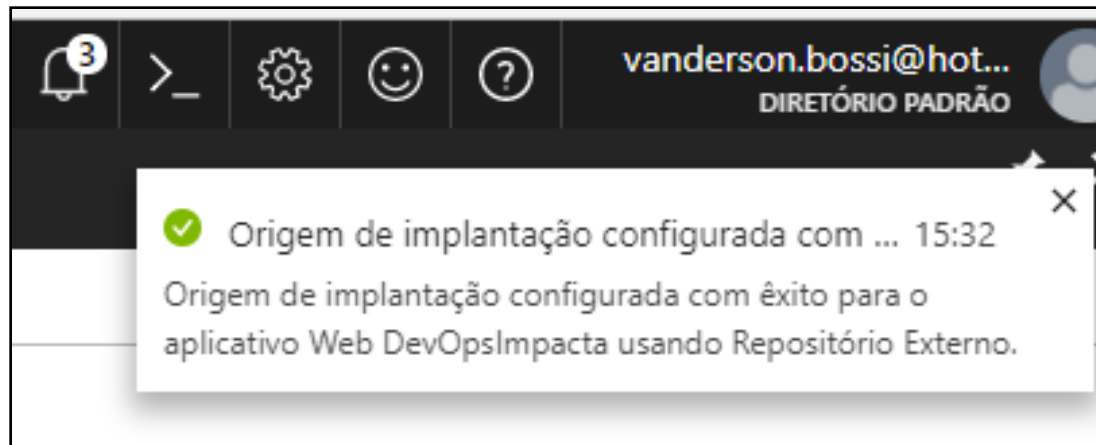 3
vanderson.bossi@hot...
DIRETÓRIO PADRÃO
Origem de implantação configurada com ... 15:32
Origem de implantação configurada com êxito para o
aplicativo Web DevOpsImpacta usando Repositório Externo.